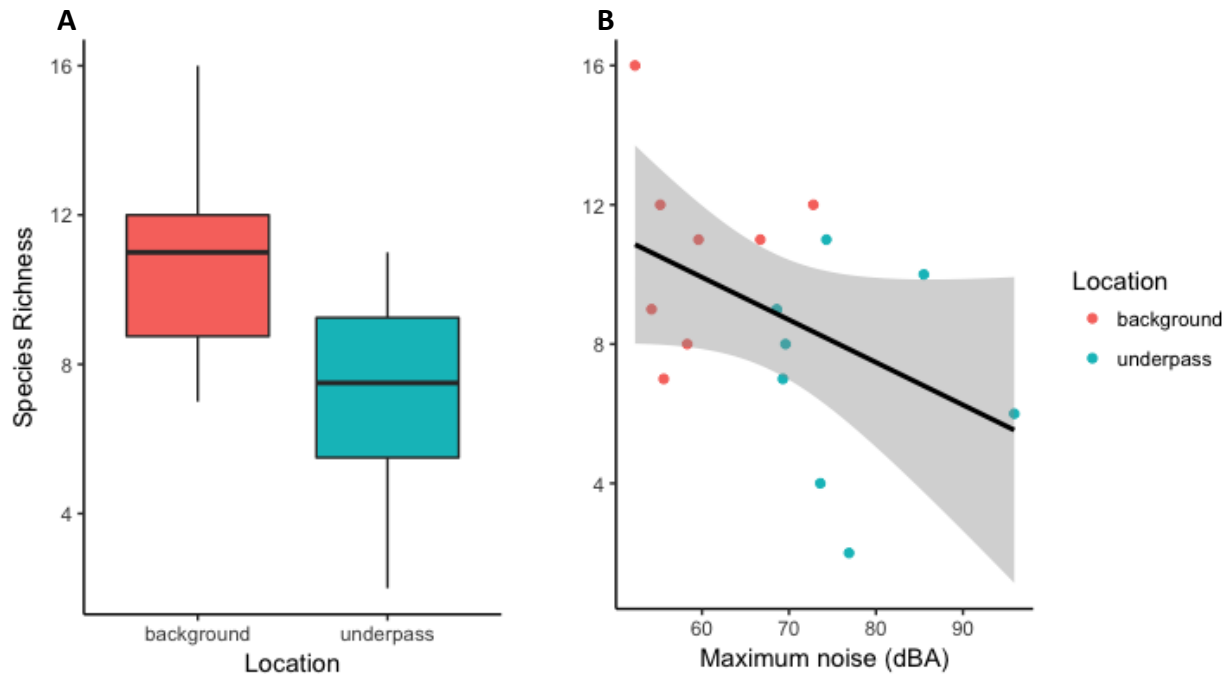 A
Species Richness
16
12
8
4
background
underpass
Location
B
16
12
8
4
60
70
80
90
Maximum noise (dBA)
Location
background
underpass